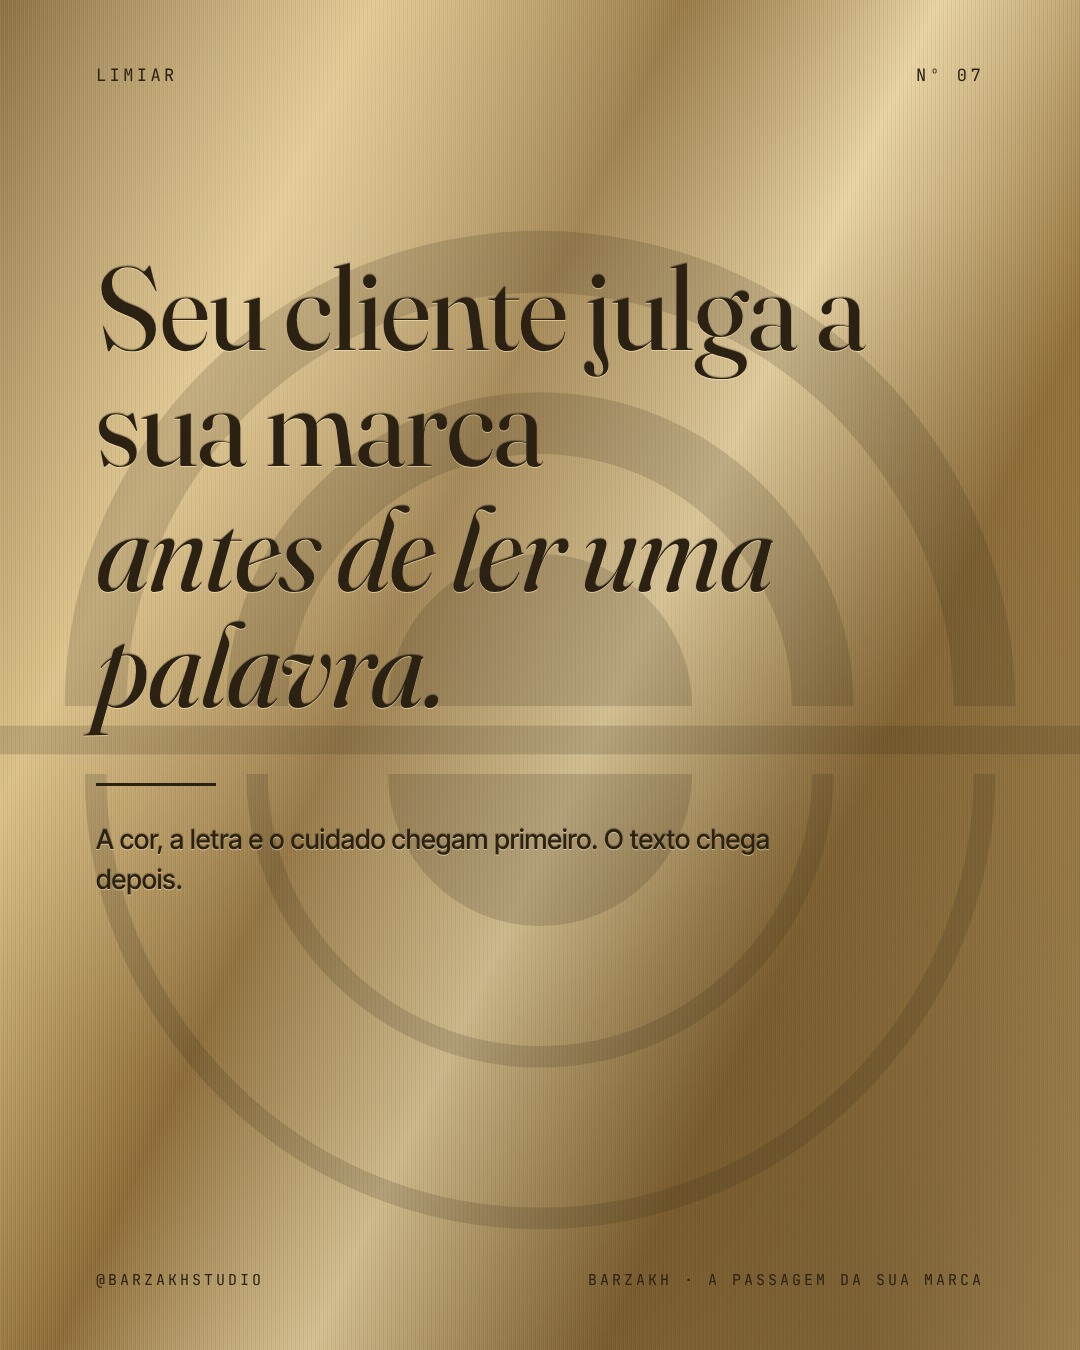 LIMIAR
N° 07
Seu cliente julga a
sua marca
antes de ler uma
palavra.
A cor, a letra e o cuidado chegam primeiro. O texto chega
depois.
@BARZAKHSTUDIO
BARZAKH · A PASSAGEM DA SUA MARCA